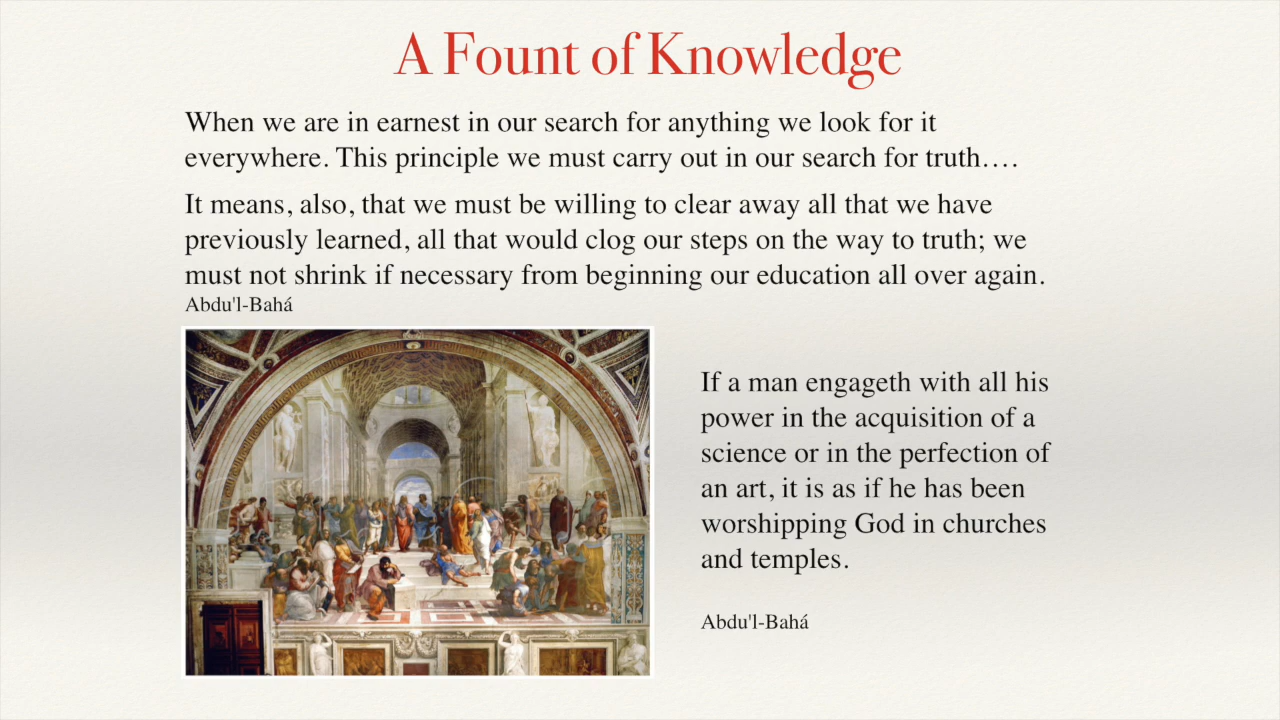 A Fount of Knowledge
When we are in earnest in our search for anything we look for it
everywhere. This principle we must carry out in our search for truth….
It means, also, that we must be willing to clear away all that we have
previously learned, all that would clog our steps on the way to truth; we
must not shrink if necessary from beginning our education all over again.
Abdu'l-Bahá
If a man engageth with all his
power in the acquisition of a
science or in the perfection of
an art, it is as if he has been
worshipping God in churches
and temples.
Abdu'l-Bahá